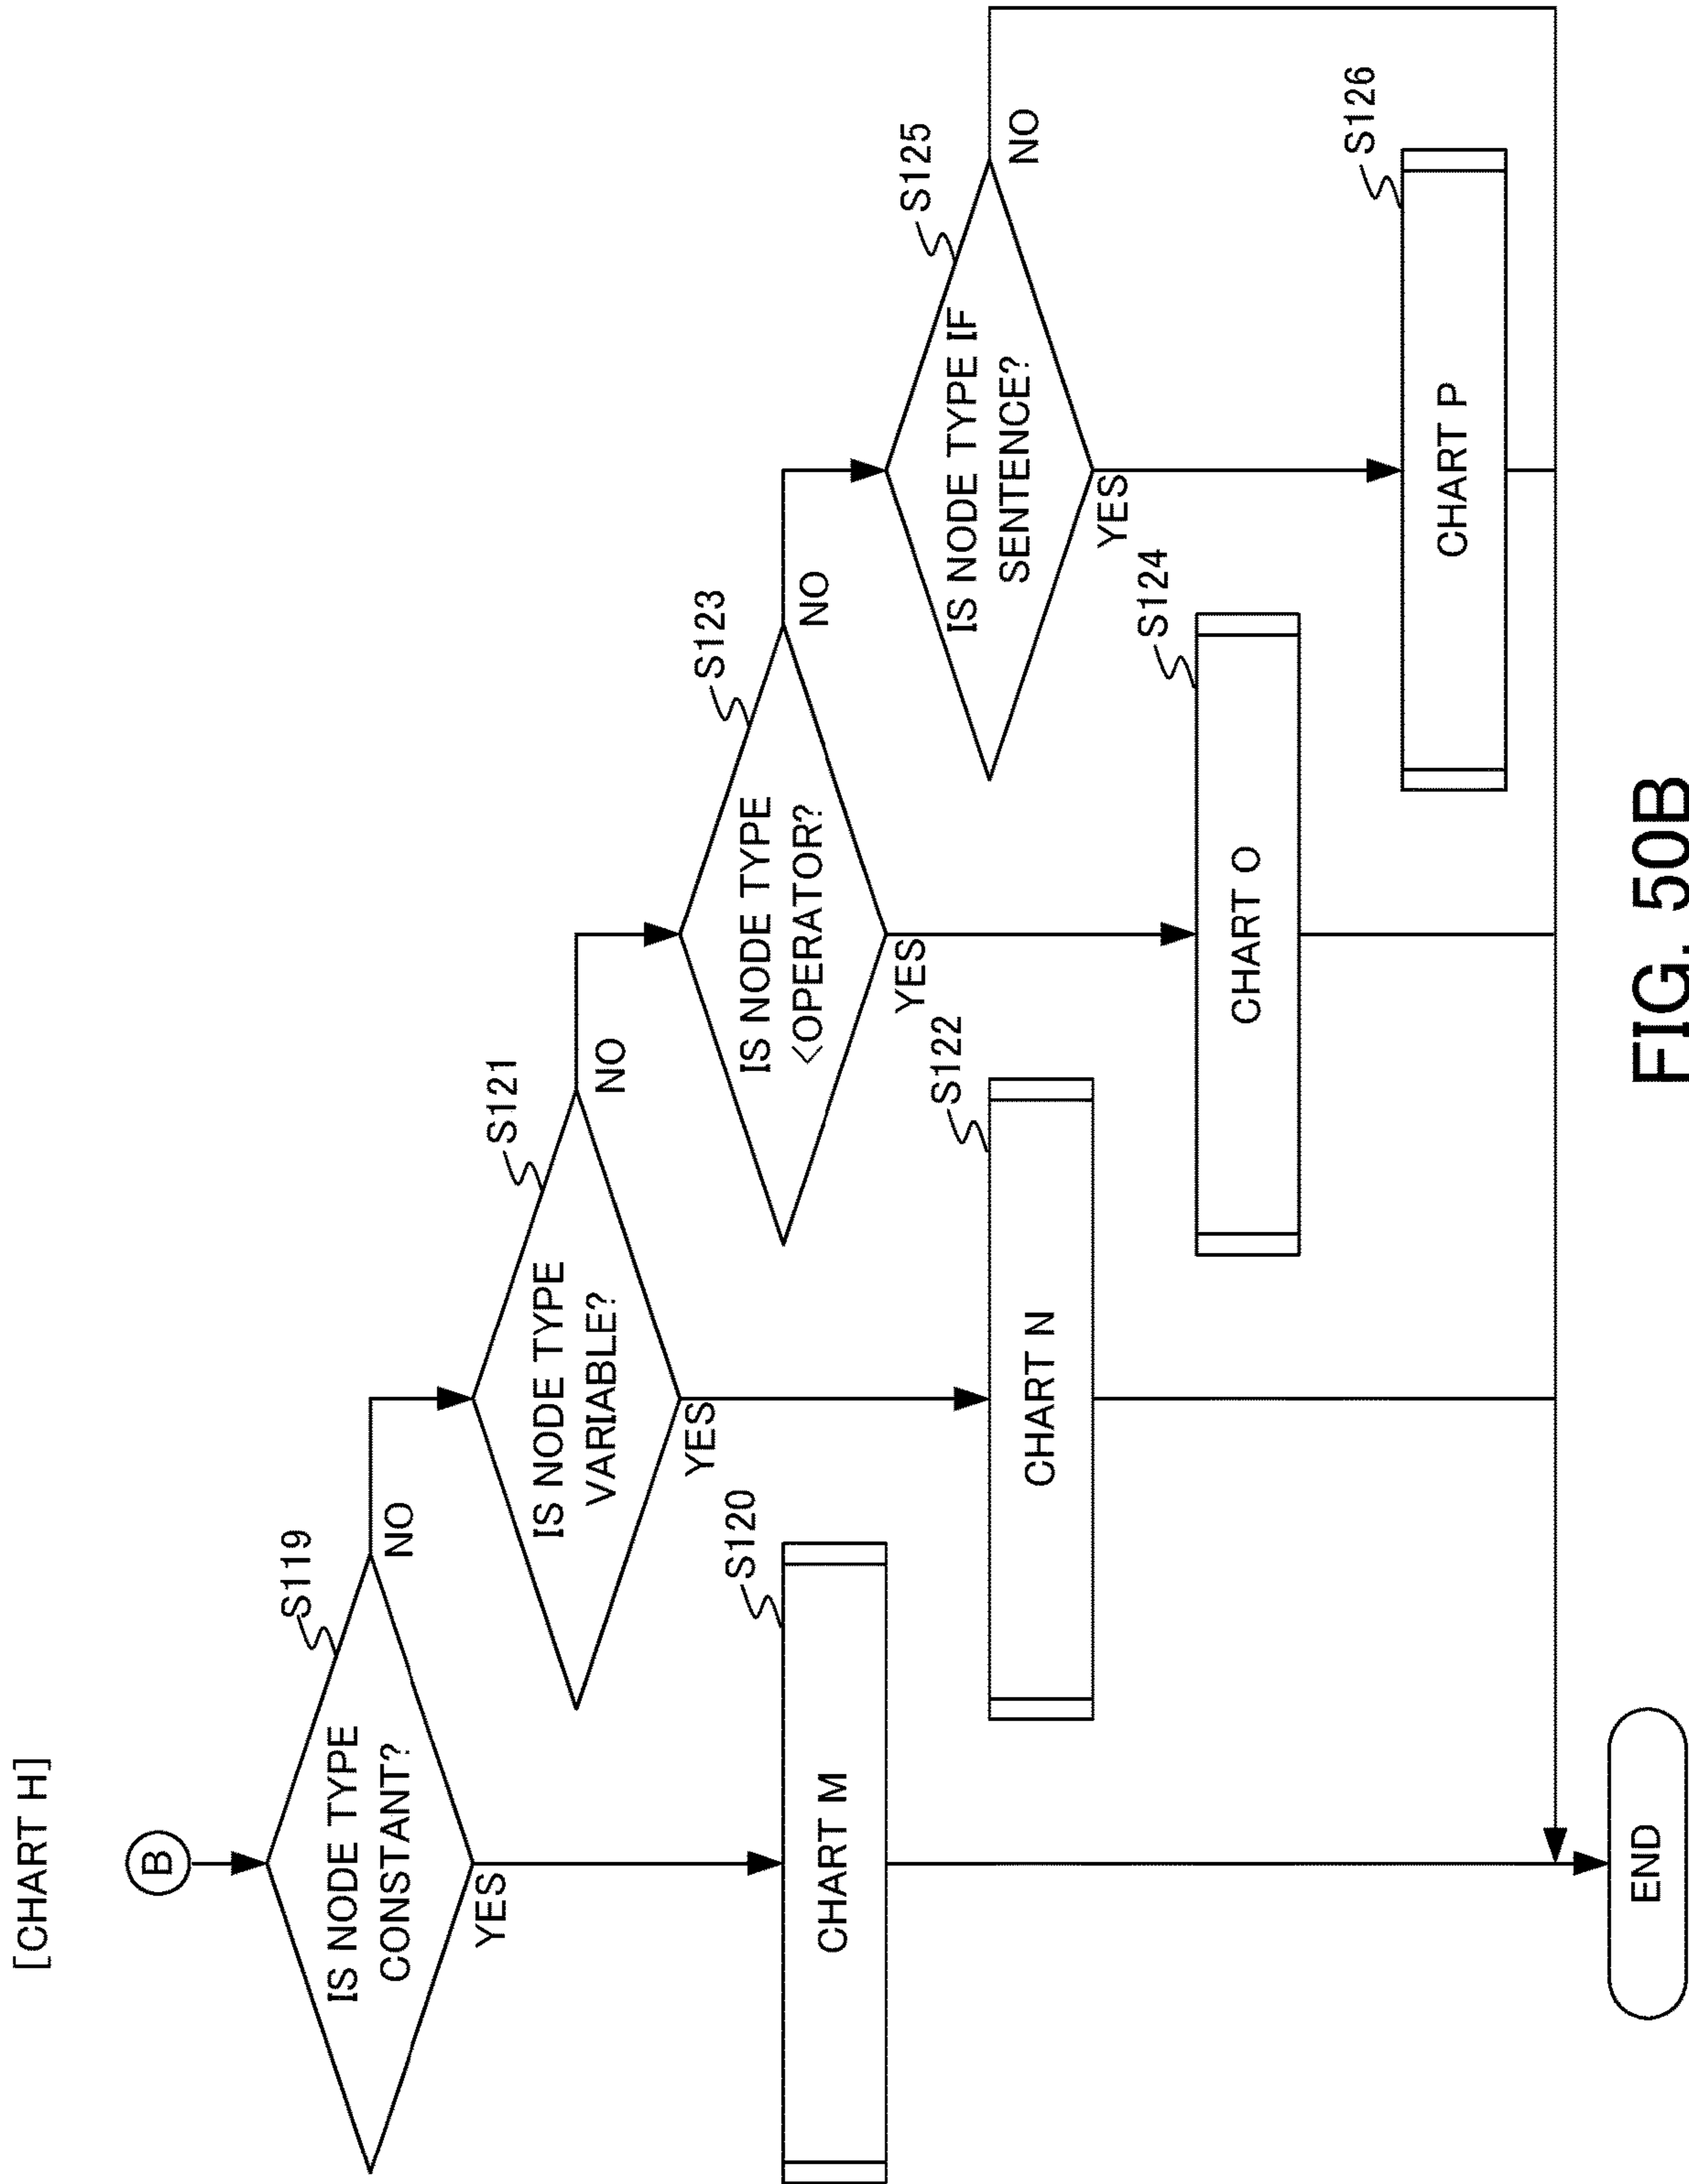 [CHART H]
B
S119
IS NODE TYPE
CONSTANT?
NO
YES
S120
CHART M
S121
IS NODE TYPE
VARIABLE?
NO
YES
S122
CHART N
S123
IS NODE TYPE
<OPERATOR?
NO
YES
S124
CHART O
S125
IS NODE TYPE IF
SENTENCE?
NO
YES
S126
CHART P
END
FIG. 50B